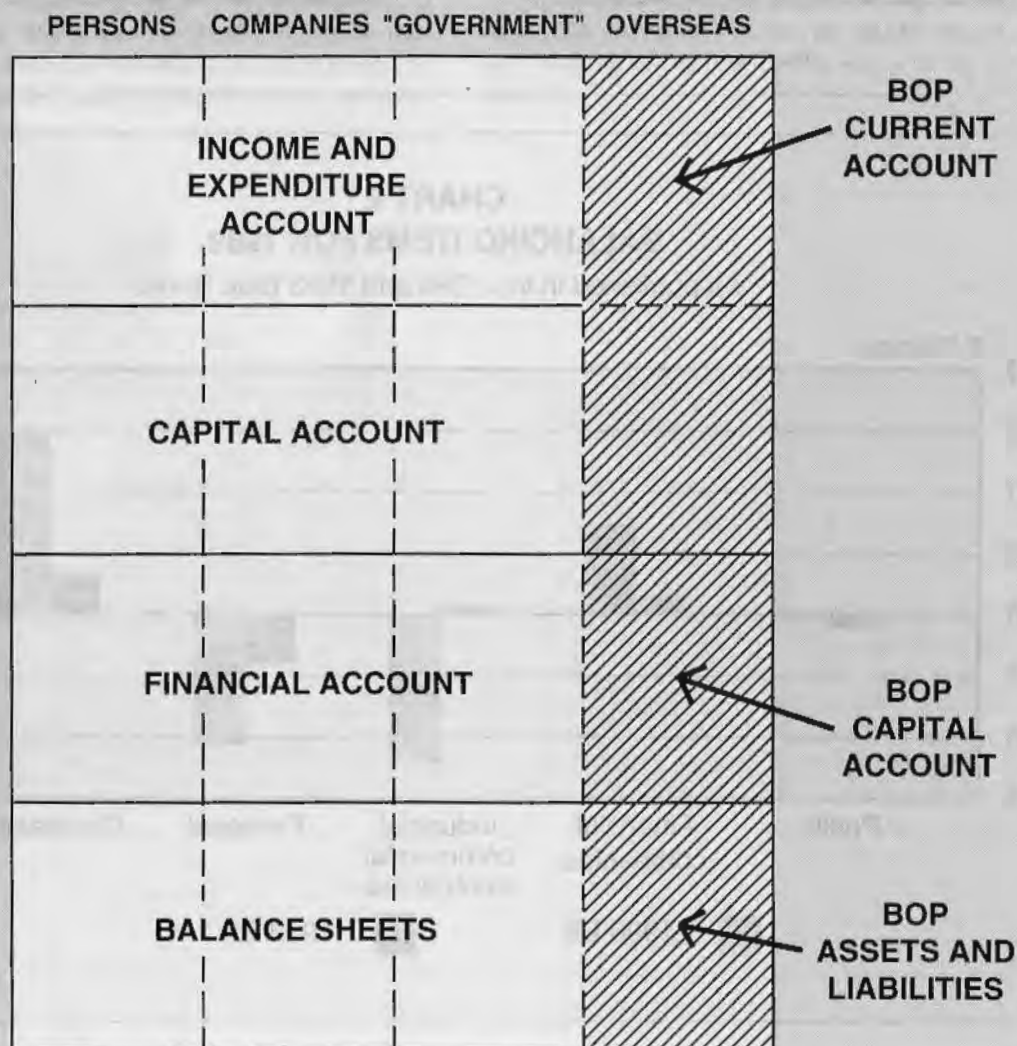 PERSONS COMPANIES "GOVERNMENT" OVERSEAS
INCOME AND
EXPENDITURE
ACCOUNT
BOP
CURRENT
ACCOUNT
CAPITAL ACCOUNT
FINANCIAL ACCOUNT
BOP
CAPITAL
ACCOUNT
BALANCE SHEETS
BOP
ASSETS AND
LIABILITIES